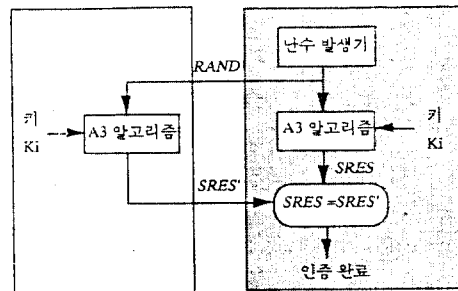 난수 발생기
RAND
키
Ki
A3 알고리즘
A3 알고리즘
키
Ki
SRES
SRES'
SRES =SRES'
인증 완료